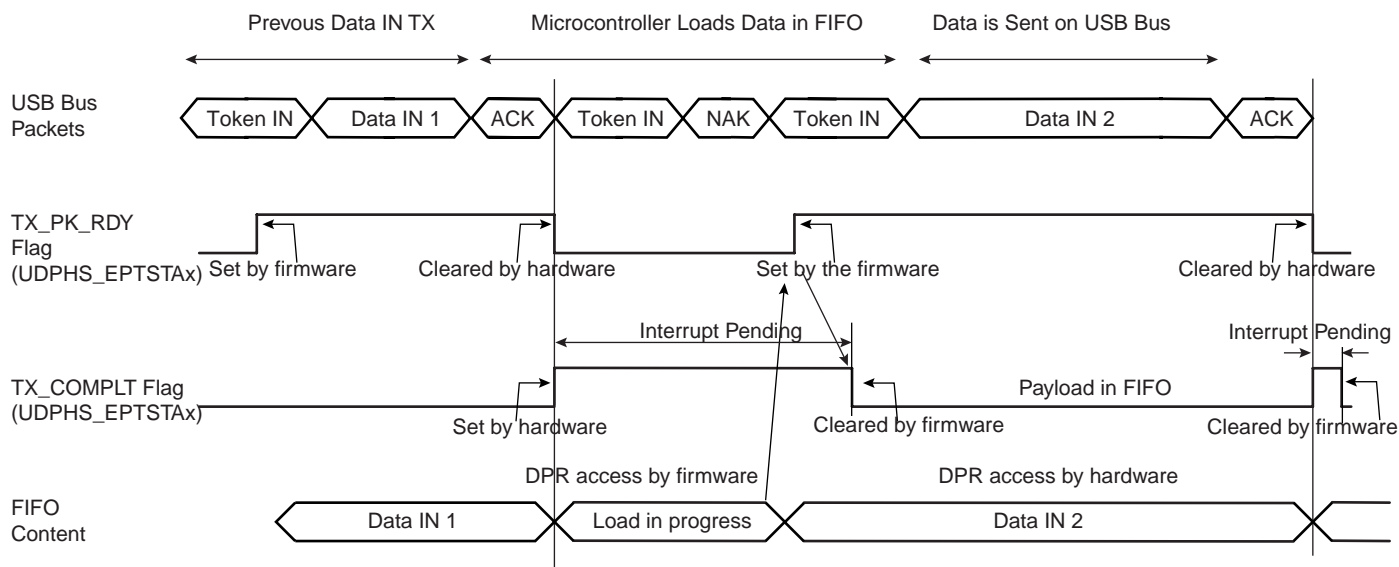 Prevous Data IN TX
Microcontroller Loads Data in FIFO
Data is Sent on USB Bus
USB Bus
Packets
Token IN
Data IN 1
ACK
Token IN
NAK
Token IN
Data IN 2
ACK
TX_PK_RDY
Flag
(UDPHS_EPTSTAx)
Set by firmware
Cleared by hardware
Set by the firmware
Cleared by hardware
Interrupt Pending
Interrupt Pending
TX_COMPLT Flag
(UDPHS_EPTSTAx)
Payload in FIFO
Set by hardware
Cleared by firmware
Cleared by firmware
DPR access by firmware
DPR access by hardware
FIFO
Content
Data IN 1
Load in progress
Data IN 2